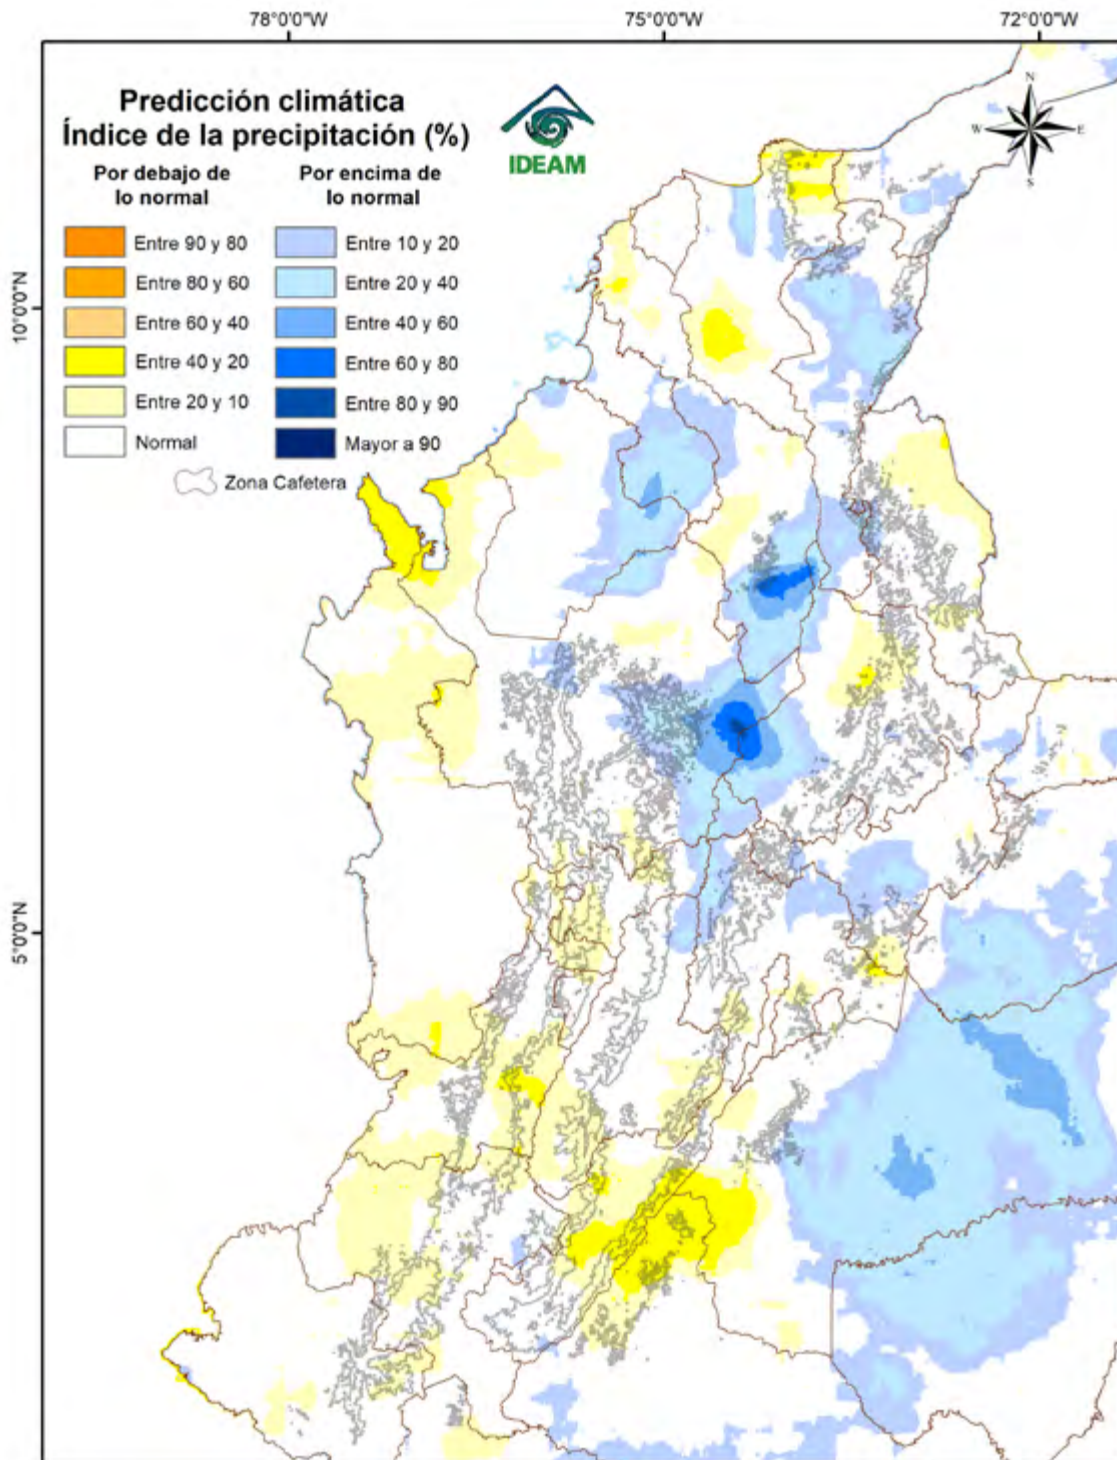 78°0'0"W
75°0'0"W
72°0'0"W
Predicción climática
Índice de la precipitación (%)
IDEAM
N
W
E
S
Por debajo de
lo normal
Por encima de
lo normal
Entre 90 y 80
Entre 10 y 20
Entre 80 y 60
Entre 20 y 40
Entre 60 y 40
Entre 40 y 60
Entre 40 y 20
Entre 60 y 80
Entre 20 y 10
Entre 80 y 90
Normal
Mayor a 90
Zona Cafetera
10°0'0"N
5°0'0"N